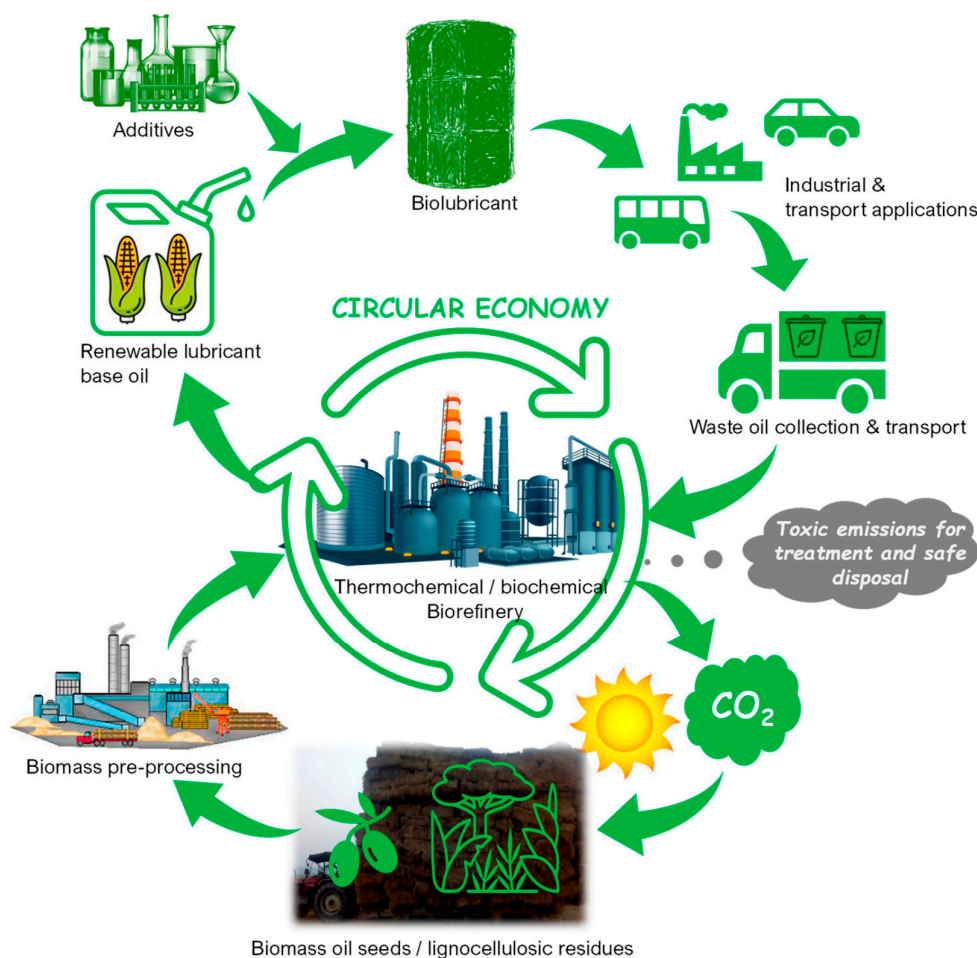 Additives
Biolubricant
Industrial &
transport applications
Renewable lubricant
base oil
CIRCULAR ECONOMY
Waste oil collection & transport
Toxic emissions for
treatment and safe
disposal
Thermochemical / biochemical
Biorefinery
CO₂
Biomass pre-processing
Biomass oil seeds / lignocellulosic residues